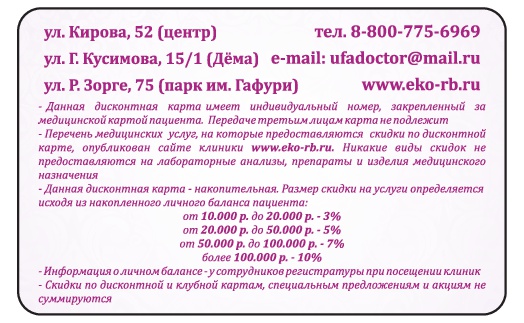 ул. Кирова, 52 (центр) тел. 8-800-775-6969
ул. Г. Кусимова, 15/1 (Дёма) e-mail: ufadoctor@mail.ru
ул. Р. Зорге, 75 (парк им. Гафури) www.eko-rb.ru
- Данная дисконтная карта имеет индивидуальный номер, закрепленный за
медицинской картой пациента. Передаче третьим лицам карта не подлежит
- Перечень медицинских услуг, на которые предоставляются скидки по дисконтной
карте, опубликован сайте клиники www.eko-rb.ru. Никакие виды скидок не
предоставляются на лабораторные анализы, препараты и изделия медицинского
назначения
- Данная дисконтная карта - накопительная. Размер скидки на услуги определяется
исходя из накопленного личного баланса пациента:
от 10.000 р. до 20.000 р. - 3%
от 20.000 р. до 50.000 р. - 5%
от 50.000 р. до 100.000 р. - 7%
более 100.000 р. - 10%
- Информация о личном балансе - у сотрудников регистратуры при посещении клиник
- Скидки по дисконтной и клубной картам, специальным предложениям и акциям не
суммируются